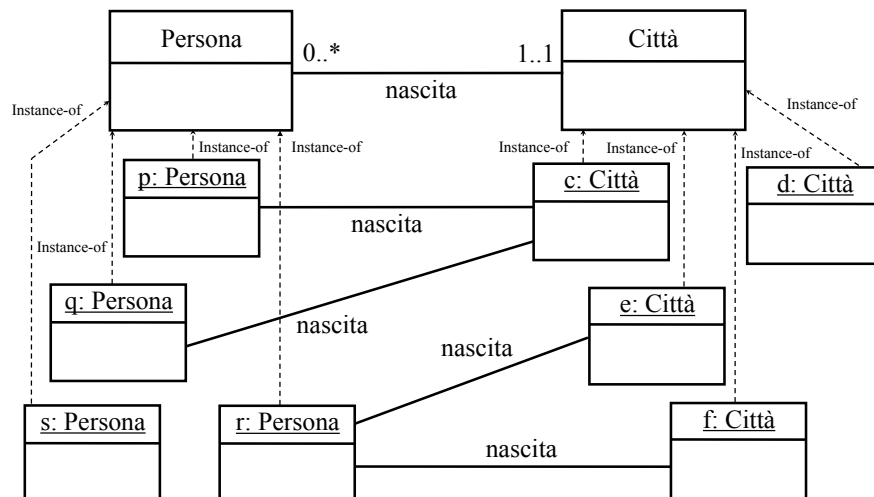 Persona
Città
0..*
1..1
nascita
Instance-of
Instance-of
Instance-of
Instance-of
Instance-of
Instance-of
Instance-of
p: Persona
c: Città
d: Città
nascita
Instance-of
q: Persona
e: Città
nascita
nascita
s: Persona
r: Persona
f: Città
nascita